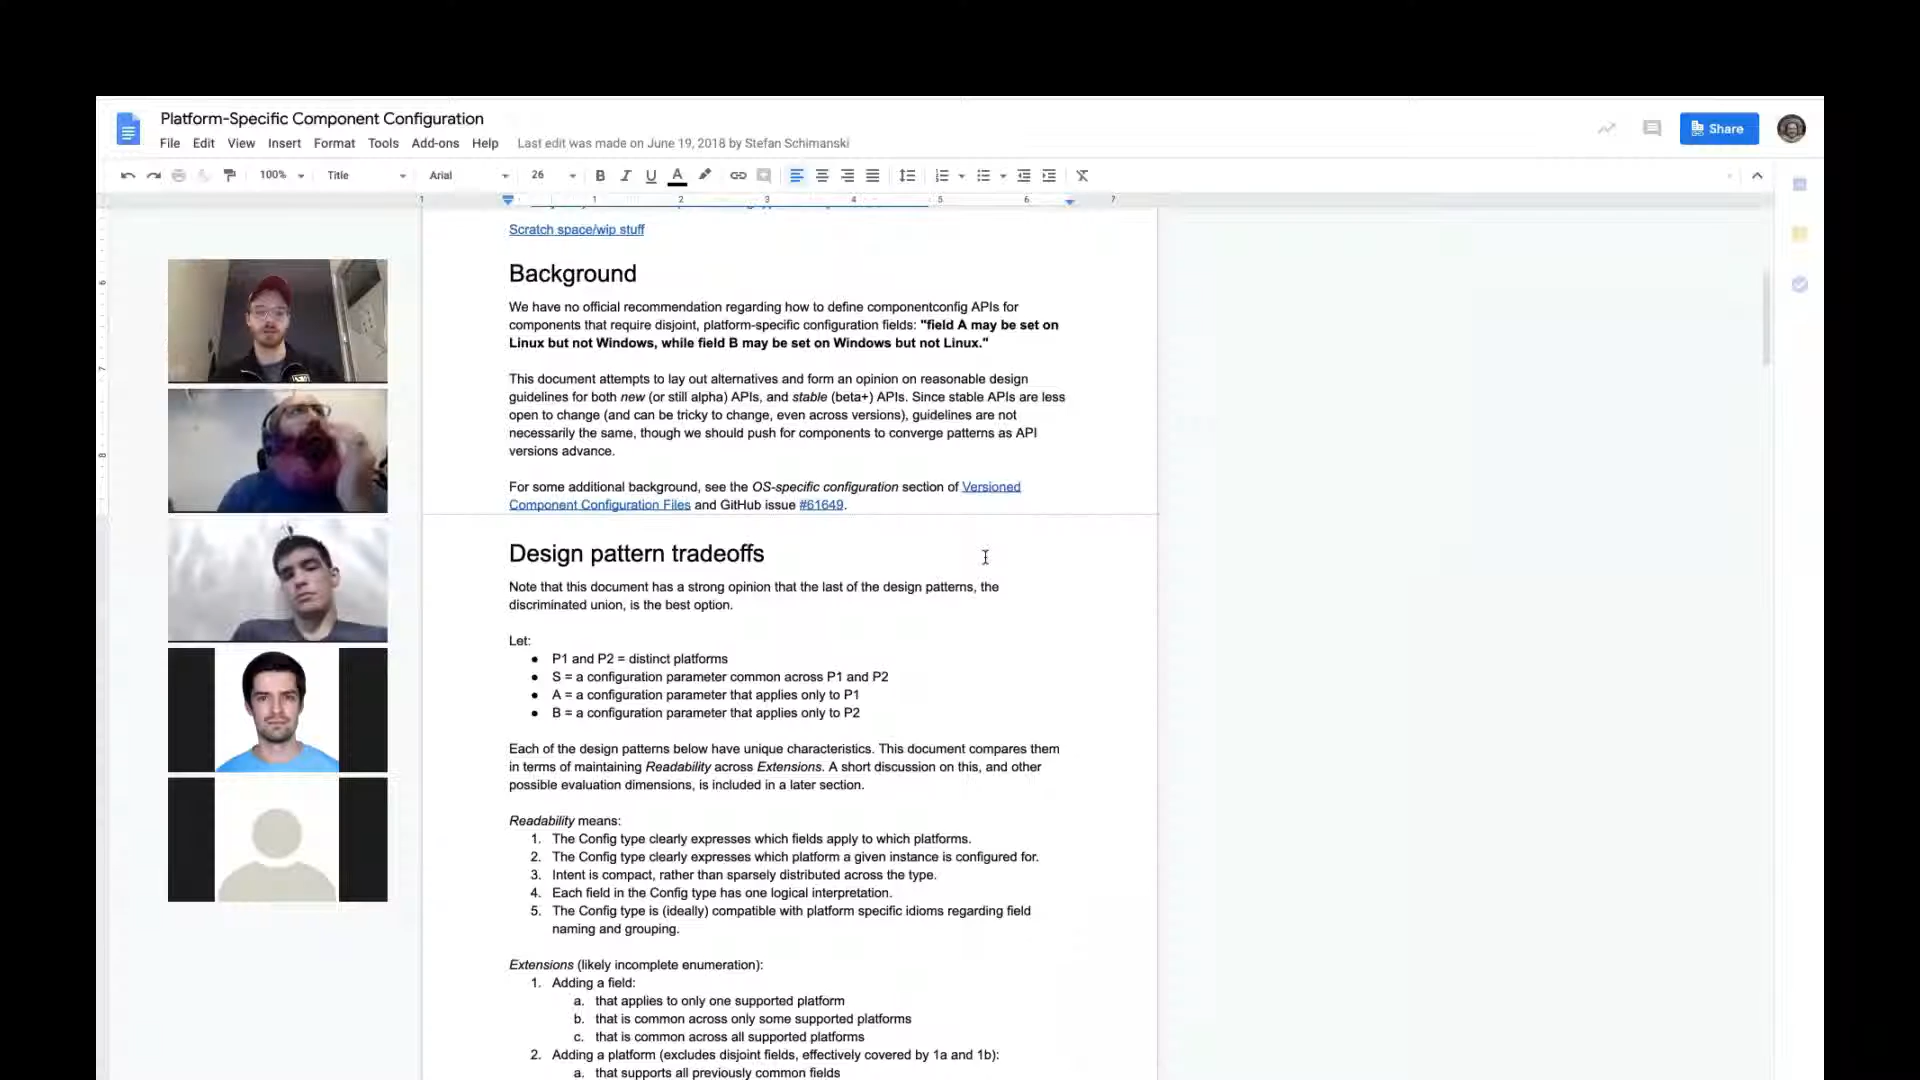 Platform-Specific Component Configuration
File Edit View Insert Format Tools Add-ons Help Last edit was made on June 19, 2018 by Stefan Schimanski
Share
100% Title Arial 26 B I U A
1 1 2 3 4 5 6 7
Scratch space/wip stuff
Background
We have no official recommendation regarding how to define componentconfig APIs for
components that require disjoint, platform-specific configuration fields: "field A may be set on
Linux but not Windows, while field B may be set on Windows but not Linux."
This document attempts to lay out alternatives and form an opinion on reasonable design
guidelines for both new (or still alpha) APIs, and stable (beta+) APIs. Since stable APIs are less
open to change (and can be tricky to change, even across versions), guidelines are not
necessarily the same, though we should push for components to converge patterns as API
versions advance.
For some additional background, see the OS-specific configuration section of Versioned
Component Configuration Files and GitHub issue #61649.
Design pattern tradeoffs
Note that this document has a strong opinion that the last of the design patterns, the
discriminated union, is the best option.
Let:
● P1 and P2 = distinct platforms
● S = a configuration parameter common across P1 and P2
● A = a configuration parameter that applies only to P1
● B = a configuration parameter that applies only to P2
Each of the design patterns below have unique characteristics. This document compares them
in terms of maintaining Readability across Extensions. A short discussion on this, and other
possible evaluation dimensions, is included in a later section.
Readability means:
1. The Config type clearly expresses which fields apply to which platforms.
2. The Config type clearly expresses which platform a given instance is configured for.
3. Intent is compact, rather than sparsely distributed across the type.
4. Each field in the Config type has one logical interpretation.
5. The Config type is (ideally) compatible with platform specific idioms regarding field
naming and grouping.
Extensions (likely incomplete enumeration):
1. Adding a field:
a. that applies to only one supported platform
b. that is common across only some supported platforms
c. that is common across all supported platforms
2. Adding a platform (excludes disjoint fields, effectively covered by 1a and 1b):
a. that supports all previously common fields